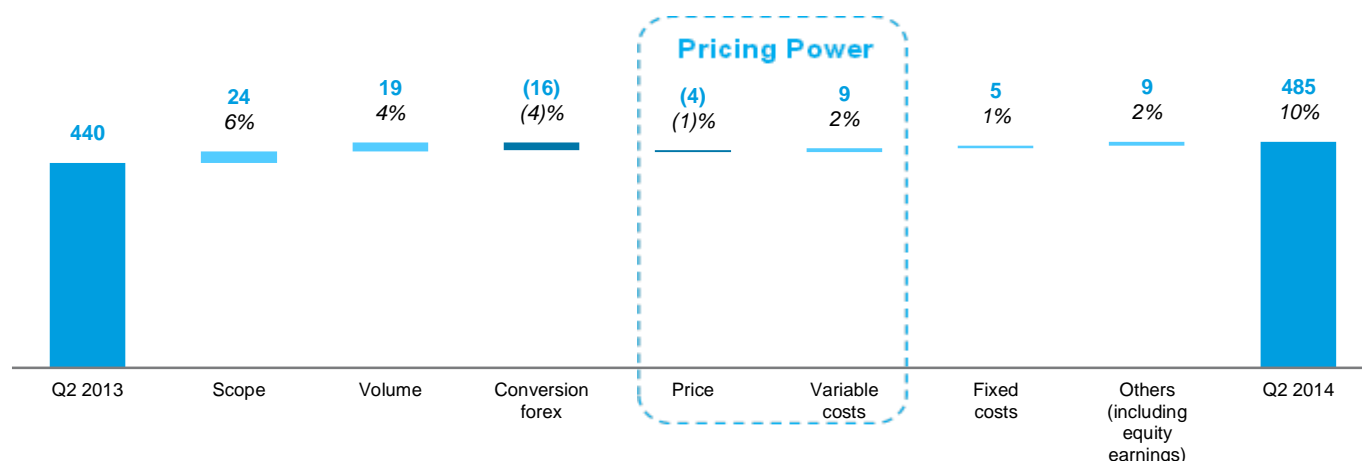 Pricing Power
440
24
6%
19
4%
(16)
(4)%
(4)
(1)%
9
2%
5
1%
9
2%
485
10%
Q2 2013
Scope
Volume
Conversion
forex
Price
Variable
costs
Fixed
costs
Others
(including
equity
earnings)
Q2 2014